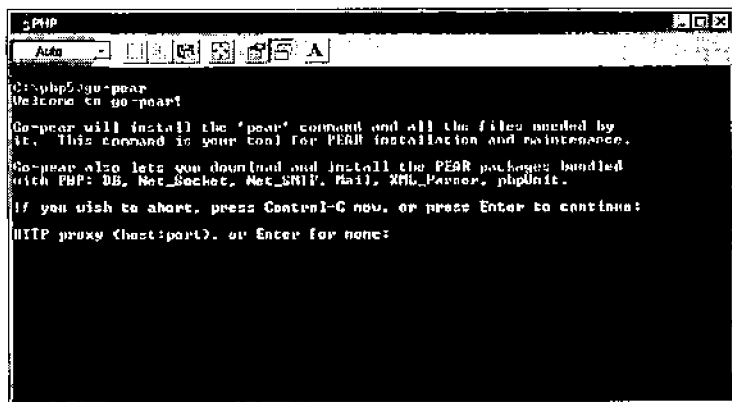 PHP
Auto
A
C:\php5>go-pear
Welcome to go-pear!
Go-pear will install the 'pear' command and all the files needed by
it.  This command is your tool for PEAR installation and maintenance.
Go-pear also lets you download and install the PEAR packages bundled
with PHP: DB, Net_Socket, Net_SMTP, Mail, XML_Parser, phpUnit.
If you wish to abort, press Control-C now, or press Enter to continue:
HTTP proxy (host:port), or Enter for none: